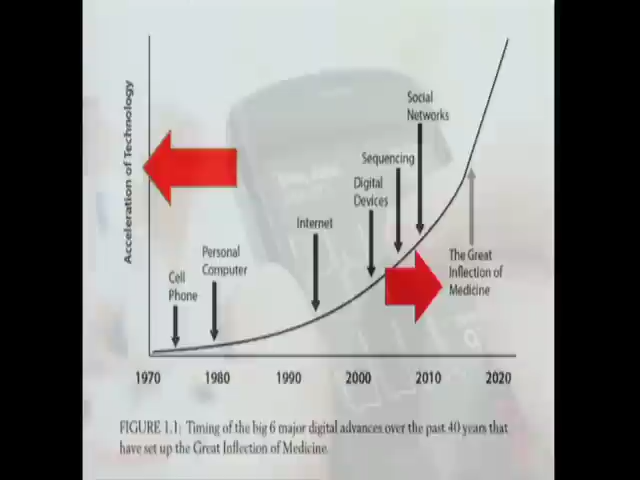 Acceleration of Technology
Social
Networks
Sequencing
Digital
Devices
Internet
Personal
Computer
Cell
Phone
The Great
Inflection of
Medicine
1970 1980 1990 2000 2010 2020
FIGURE 1.1: Timing of the big 6 major digital advances over the past 40 years that
have set up the Great Inflection of Medicine.